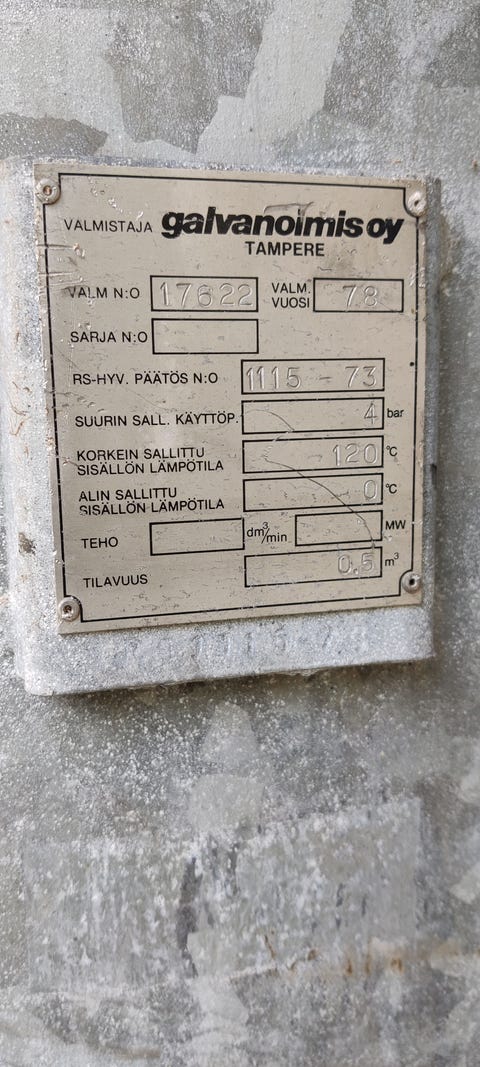 VALMISTAJA galvanoimis oy
TAMPERE
VALM N:O 17622 VALM. VUOSI 78
SARJA N:O
RS-HYV. PÄÄTÖS N:O 1115 - 73
SUURIN SALL. KÄYTTÖP. 4 bar
KORKEIN SALLITTU
SISÄLLÖN LÄMPÖTILA 120 °C
ALIN SALLITTU
SISÄLLÖN LÄMPÖTILA 0 °C
TEHO dm³/min MW
TILAVUUS 0,5 m³